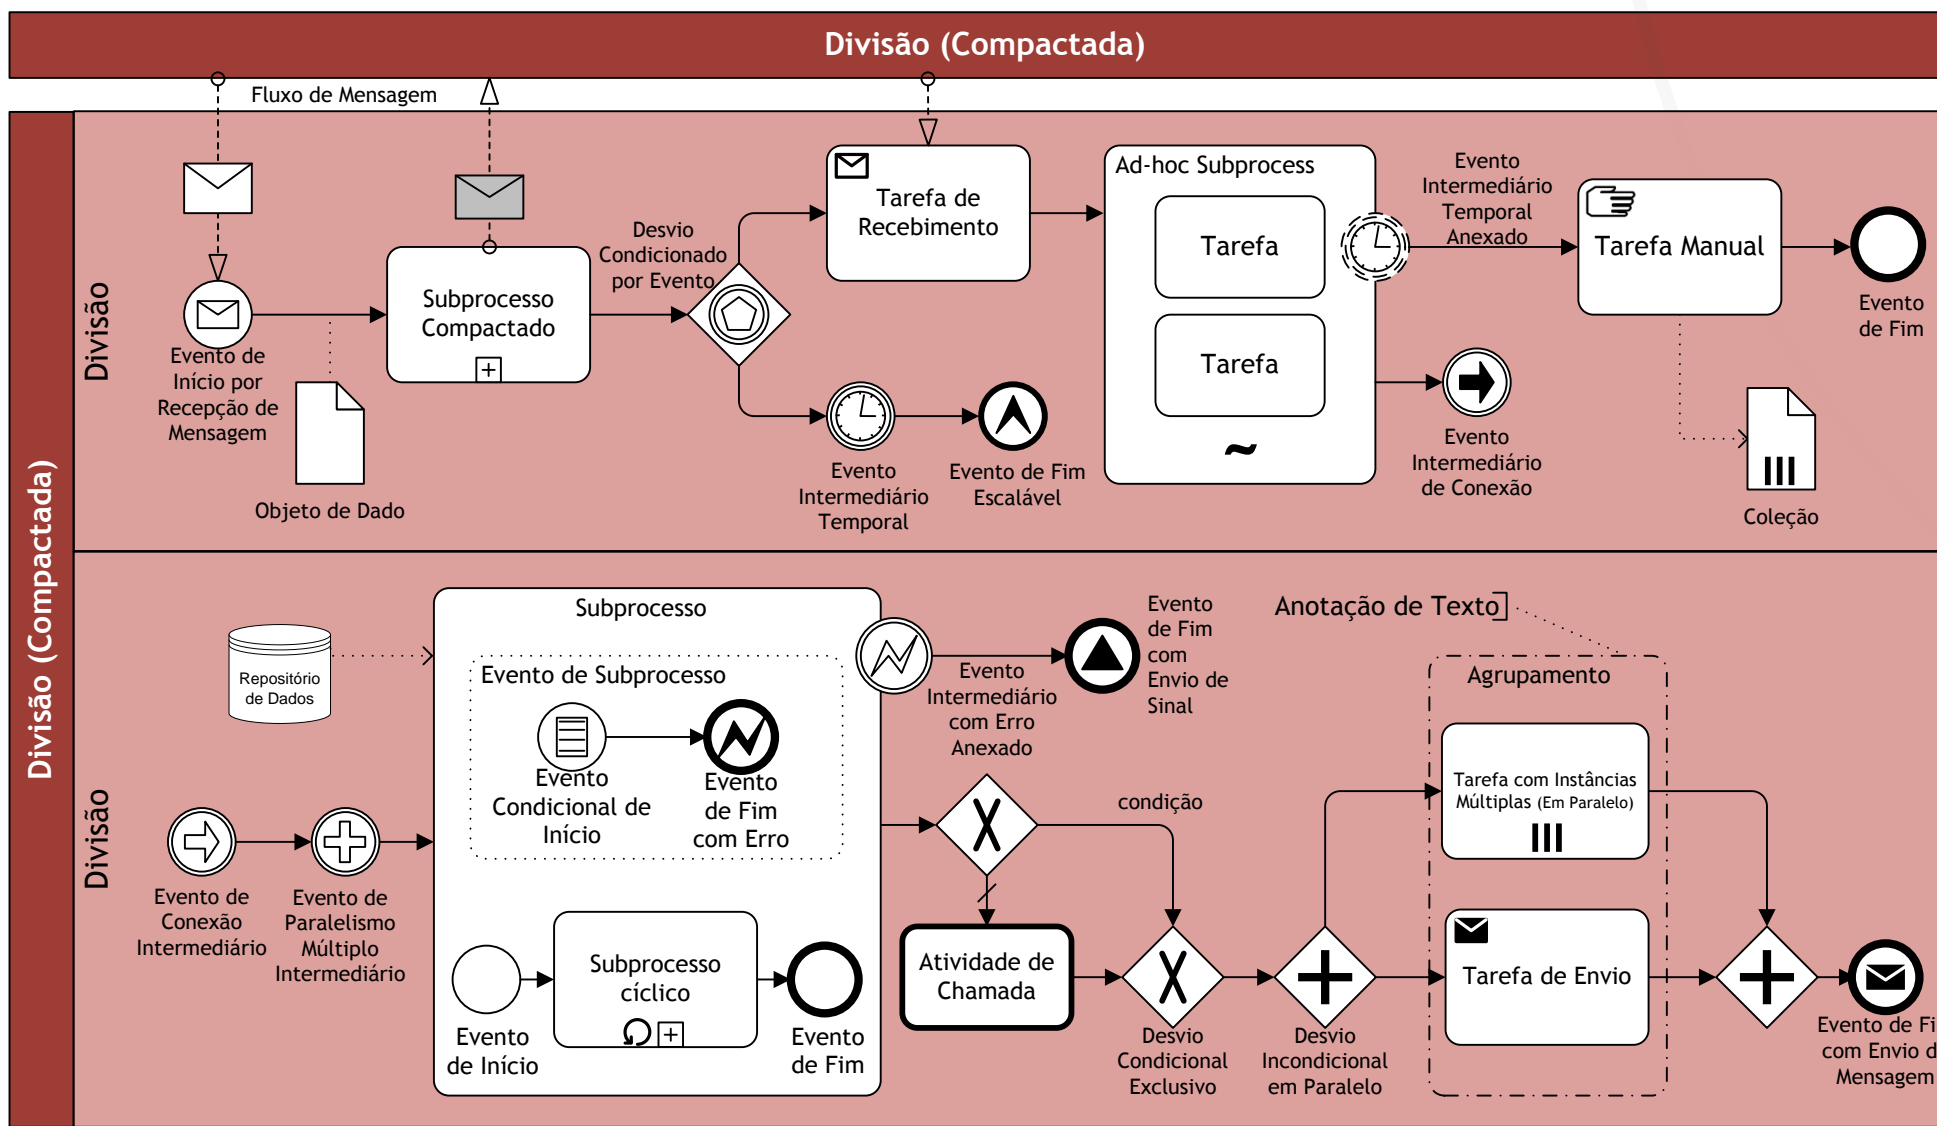 Divisão (Compactada)
Fluxo de Mensagem
Divisão (Compactada)
Divisão
Evento de
Início por
Recepção de
Mensagem
Objeto de Dado
Subprocesso
Compactado
Desvio
Condicionado
por Evento
Tarefa de
Recebimento
Evento
Intermediário
Temporal
Evento de Fim
Escalável
Ad-hoc Subprocess
Tarefa
Tarefa
Evento
Intermediário
Temporal
Anexado
Evento
Intermediário
de Conexão
Tarefa Manual
Evento
de Fim
Coleção
Divisão
Repositório
de Dados
Evento de
Conexão
Intermediário
Evento de
Paralelismo
Múltiplo
Intermediário
Subprocesso
Evento de Subprocesso
Evento
Condicional de
Início
Evento
de Fim
com Erro
Evento
de Início
Subprocesso
cíclico
Evento
de Fim
Evento
Intermediário
com Erro
Anexado
Evento
de Fim
com
Envio de
Sinal
condição
Atividade de
Chamada
Desvio
Condicional
Exclusivo
Desvio
Incondicional
em Paralelo
Anotação de Texto
Agrupamento
Tarefa com Instâncias
Múltiplas (Em Paralelo)
Tarefa de Envio
Evento de Fi
com Envio d
Mensagem